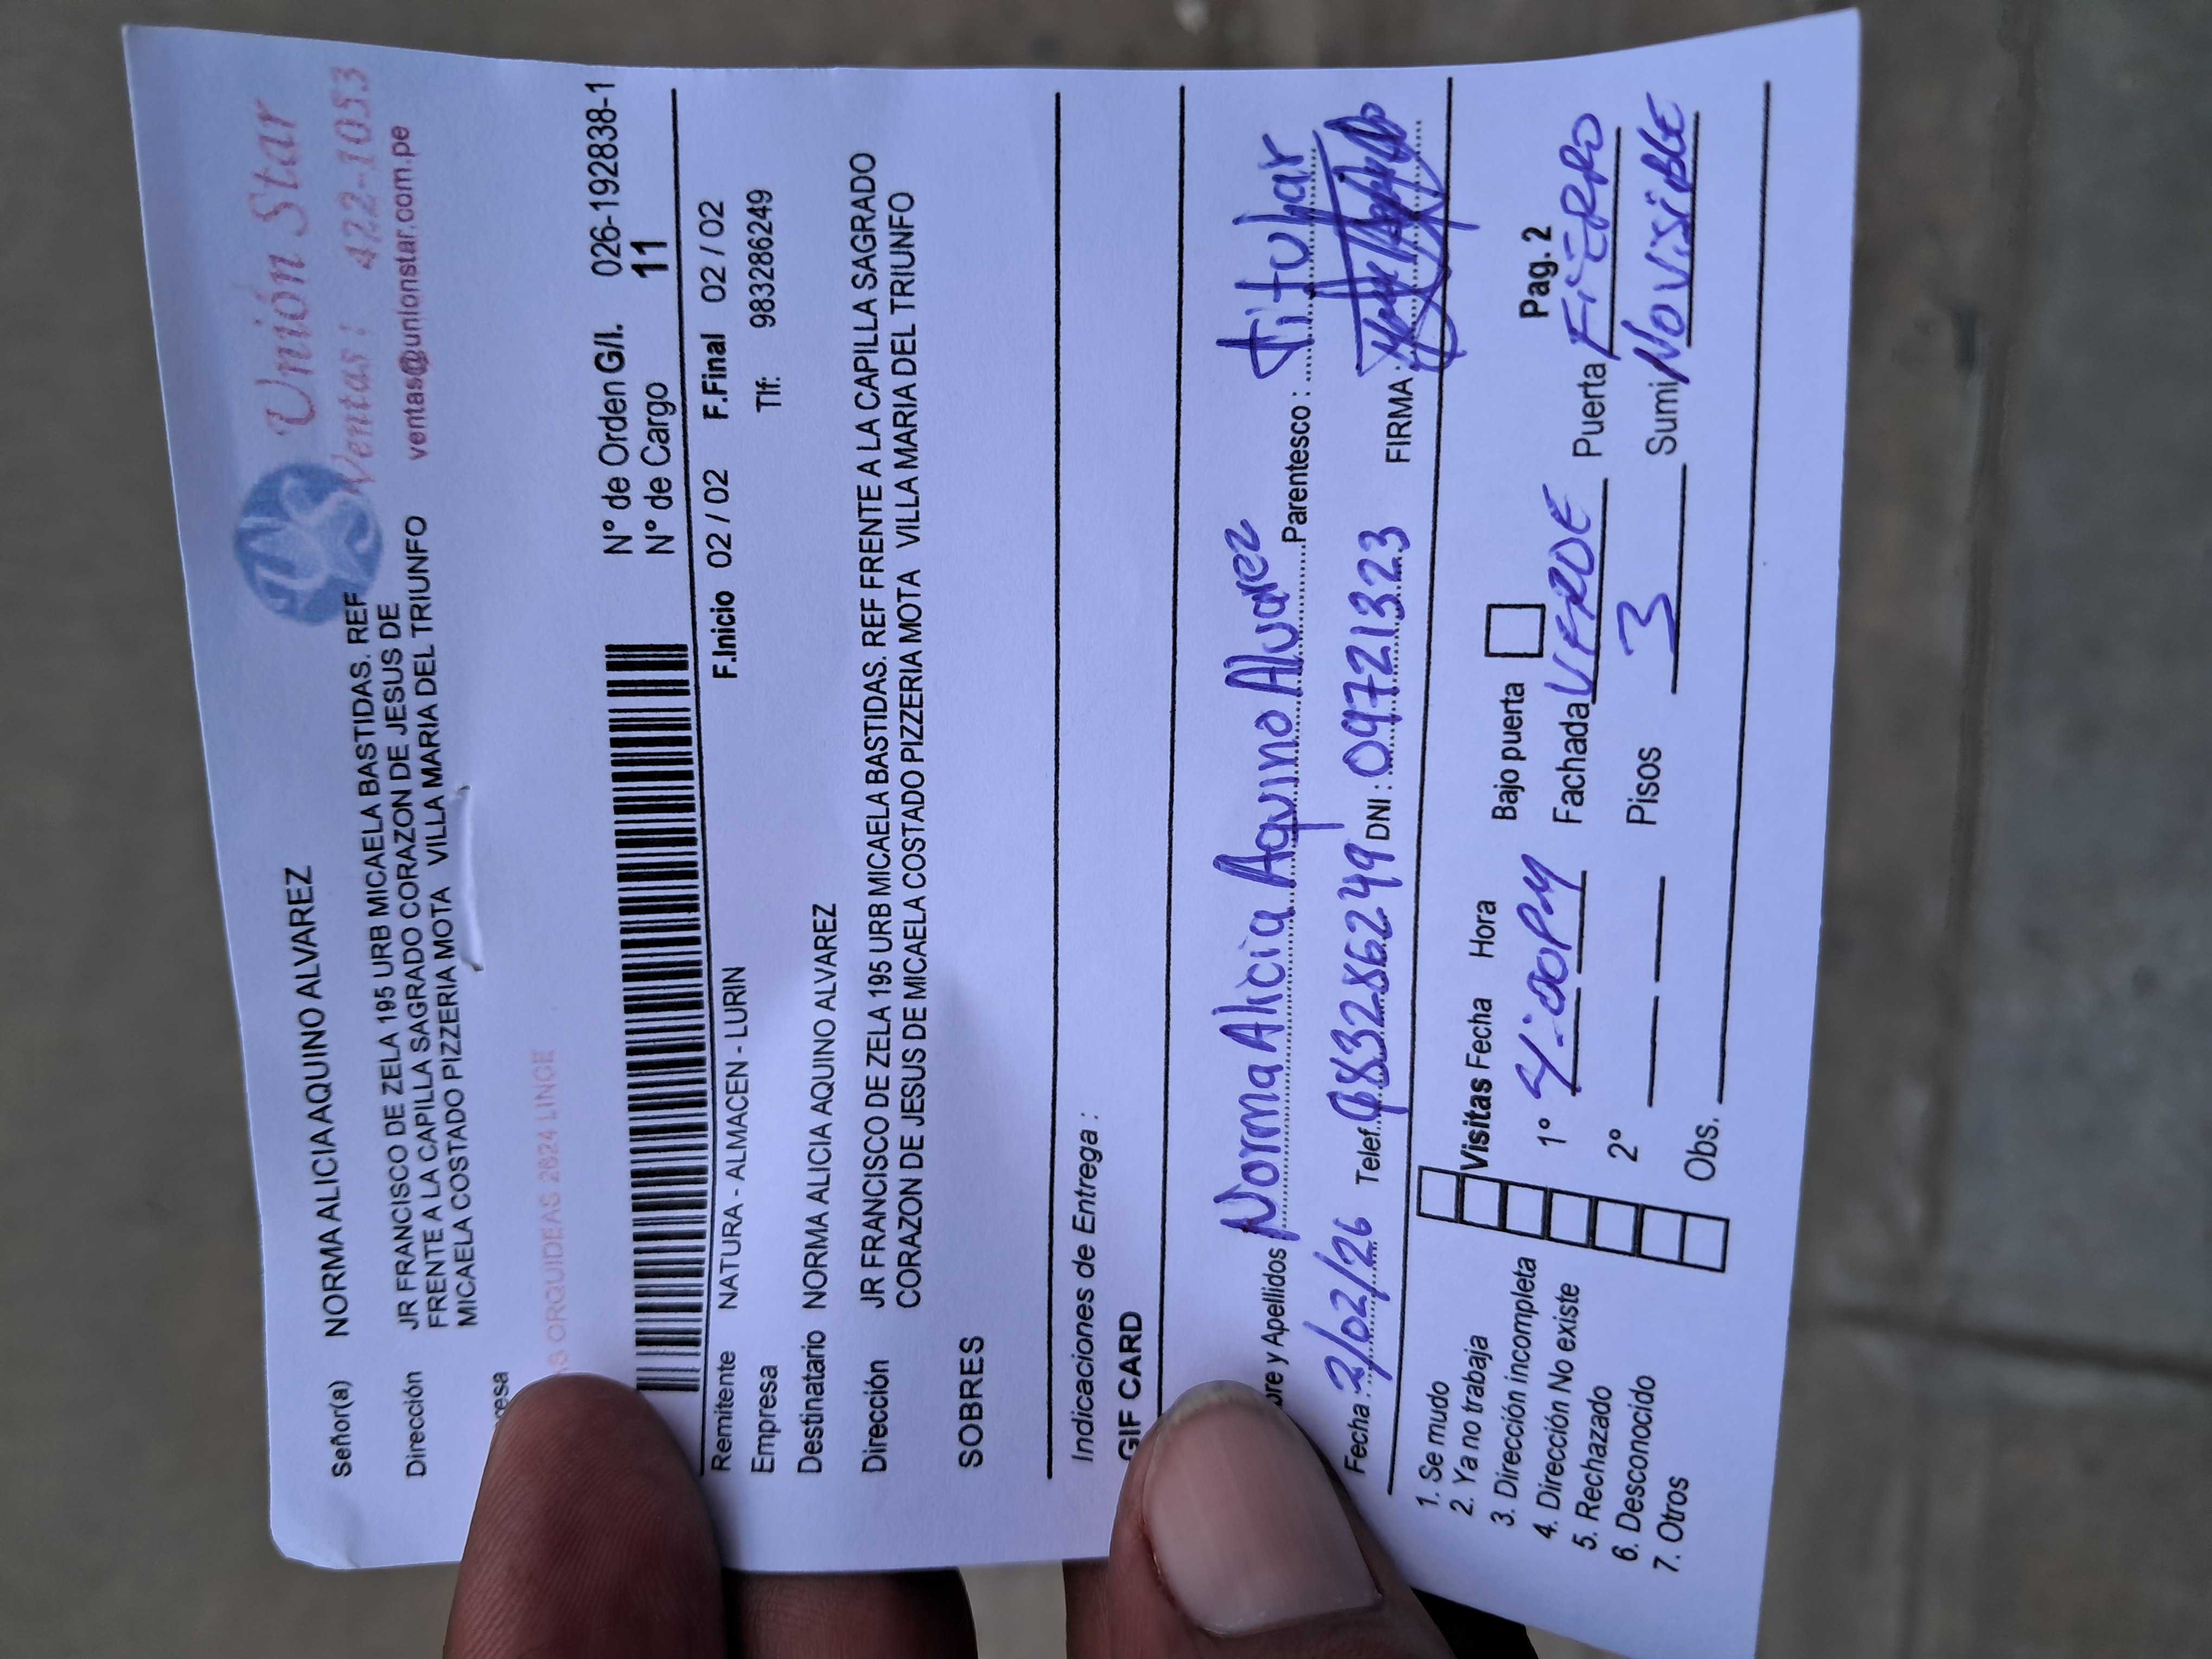 Unión Star
Ventas: 422-1053
ventas@unionstar.com.pe
Señor(a) NORMA ALICIA AQUINO ALVAREZ
Dirección JR FRANCISCO DE ZELA 195 URB MICAELA BASTIDAS. REF
FRENTE A LA CAPILLA SAGRADO CORAZON DE JESUS DE
MICAELA COSTADO PIZZERIA MOTA VILLA MARIA DEL TRIUNFO
ORQUIDEAS 2624 LINCE
N° de Orden G/I. 026-192838-1
N° de Cargo 11
Remitente NATURA - ALMACEN - LURIN F.Inicio 02 / 02 F.Final 02 / 02
Empresa Tlf: 983286249
Destinatario NORMA ALICIA AQUINO ALVAREZ
Dirección JR FRANCISCO DE ZELA 195 URB MICAELA BASTIDAS. REF FRENTE A LA CAPILLA SAGRADO
CORAZON DE JESUS DE MICAELA COSTADO PIZZERIA MOTA VILLA MARIA DEL TRIUNFO
SOBRES
Indicaciones de Entrega :
GIF CARD
bre y Apellidos Norma Alicia Aquino Alvarez Parentesco : Titular
Fecha : 2/02/26 Telef. 983286249 DNI : 09721323 FIRMA :
1. Se mudo
2. Ya no trabaja
3. Dirección incompleta
4. Dirección No existe
5. Rechazado
6. Desconocido
7. Otros
Visitas Fecha Hora Bajo puerta Pag. 2
1° 4:00PM Fachada VERDE Puerta FiERRO
2° Pisos 3 Sumi NO ViSiBLE
Obs.